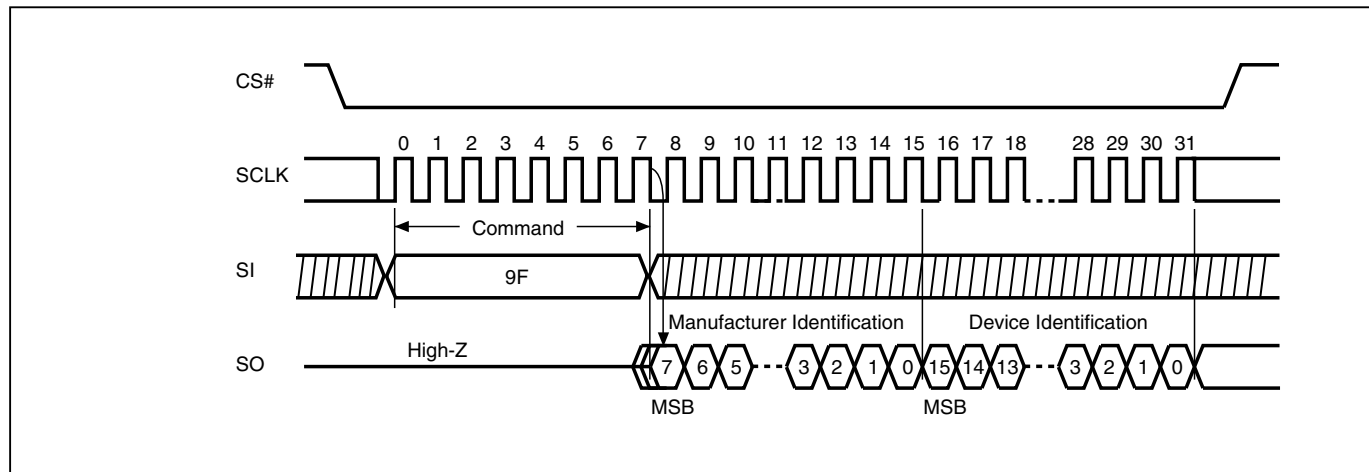 CS#
0 1 2 3 4 5 6 7 8 9 10 11 12 13 14 15 16 17 18 28 29 30 31
SCLK
Command
SI 9F
Manufacturer Identification Device Identification
High-Z
SO 7 6 5 3 2 1 0 15 14 13 3 2 1 0
MSB MSB